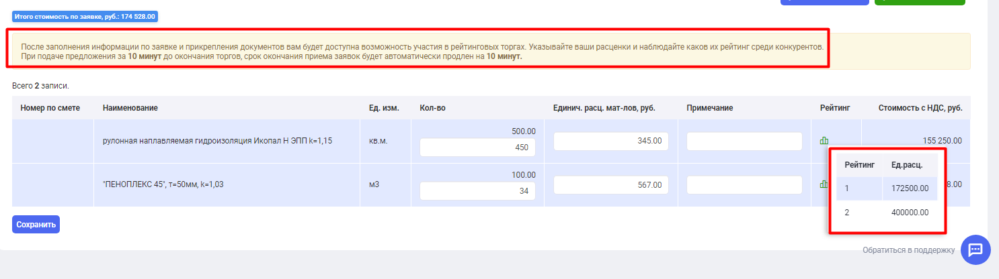 Итого стоимость по заявке, руб.: 174 528.00
После заполнения информации по заявке и прикрепления документов вам будет доступна возможность участия в рейтинговых торгах. Указывайте ваши расценки и наблюдайте каков их рейтинг среди конкурентов.
При подаче предложения за 10 минут до окончания торгов, срок окончания приема заявок будет автоматически продлен на 10 минут.
Всего 2 записи.
Номер по смете Наименование Ед. изм. Кол-во Единич. расц. мат-лов, руб. Примечание Рейтинг Стоимость с НДС, руб.
500.00
рулонная наплавляемая гидроизоляция Икопал Н ЭПП k=1,15 кв.м. 450 345.00 155 250.00
100.00
"ПЕНОПЛЕКС 45", т=50мм, k=1,03 м3 34 567.00 8.00
Рейтинг Ед.расц.
1 172500.00
2 400000.00
Сохранить
Обратиться в поддержку